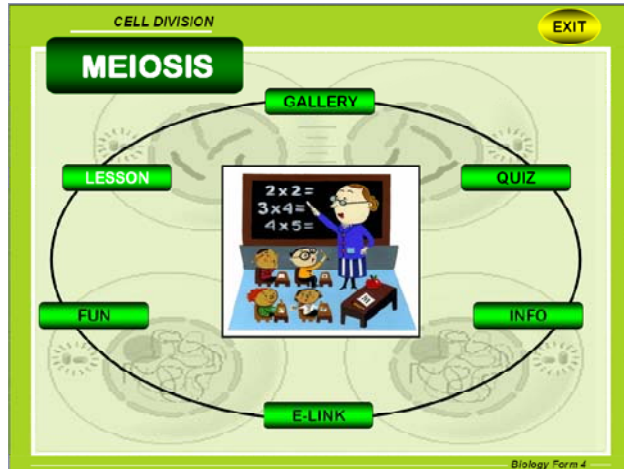 CELL DIVISION
EXIT
MEIOSIS
GALLERY
LESSON
QUIZ
2x2=
3x4=
4x5=
FUN
INFO
E-LINK
Biology Form 4